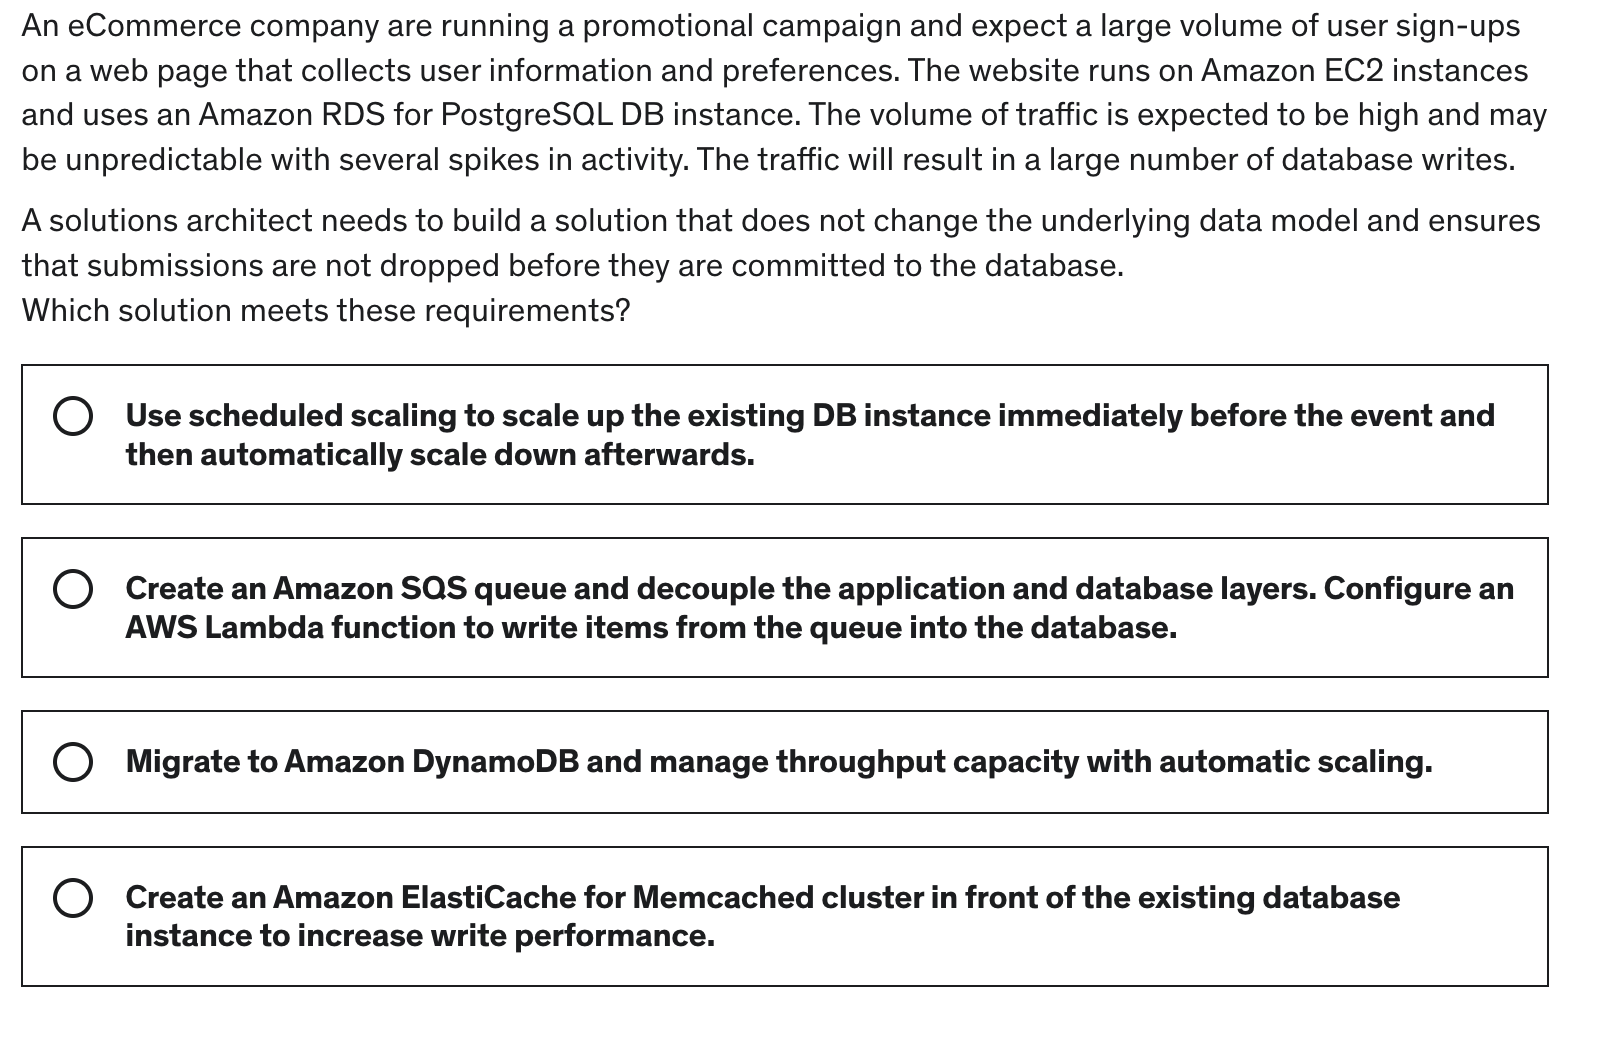 An eCommerce company are running a promotional campaign and expect a large volume of user sign-ups
on a web page that collects user information and preferences. The website runs on Amazon EC2 instances
and uses an Amazon RDS for PostgreSQL DB instance. The volume of traffic is expected to be high and may
be unpredictable with several spikes in activity. The traffic will result in a large number of database writes.
A solutions architect needs to build a solution that does not change the underlying data model and ensures
that submissions are not dropped before they are committed to the database.
Which solution meets these requirements?
Use scheduled scaling to scale up the existing DB instance immediately before the event and
then automatically scale down afterwards.
Create an Amazon SQS queue and decouple the application and database layers. Configure an
AWS Lambda function to write items from the queue into the database.
Migrate to Amazon DynamoDB and manage throughput capacity with automatic scaling.
Create an Amazon ElastiCache for Memcached cluster in front of the existing database
instance to increase write performance.